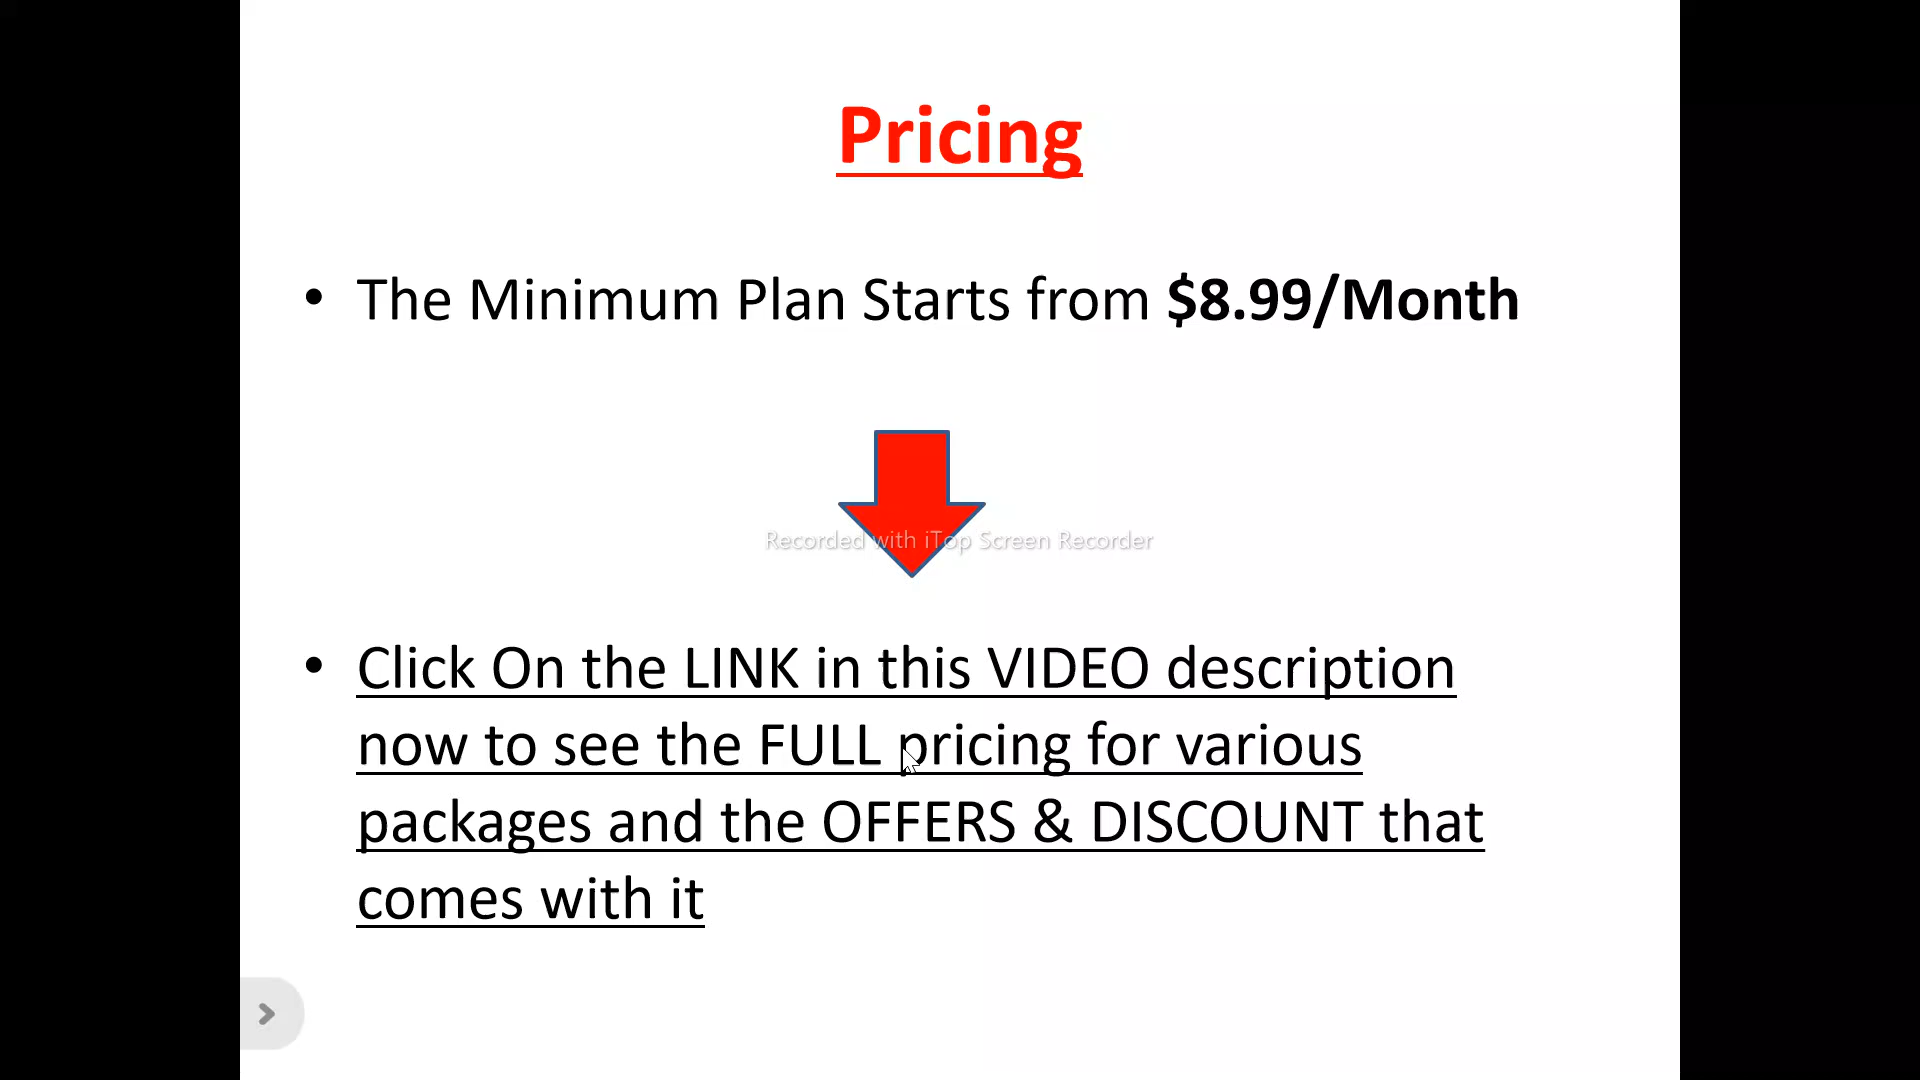 Pricing
• The Minimum Plan Starts from $8.99/Month
Recorded with iTop Screen Recorder
• Click On the LINK in this VIDEO description
now to see the FULL pricing for various
packages and the OFFERS & DISCOUNT that
comes with it